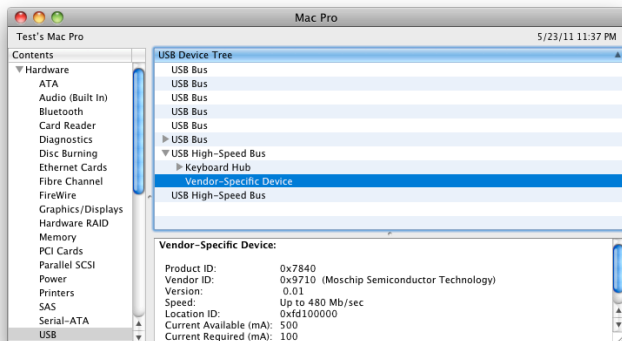 Mac Pro
Test's Mac Pro 5/23/11 11:37 PM
Contents
Hardware
ATA
Audio (Built In)
Bluetooth
Card Reader
Diagnostics
Disc Burning
Ethernet Cards
Fibre Channel
FireWire
Graphics/Displays
Hardware RAID
Memory
PCI Cards
Parallel SCSI
Power
Printers
SAS
Serial-ATA
USB
USB Device Tree
USB Bus
USB Bus
USB Bus
USB Bus
USB Bus
USB Bus
USB High-Speed Bus
Keyboard Hub
Vendor-Specific Device
USB High-Speed Bus
Vendor-Specific Device:
Product ID: 0x7840
Vendor ID: 0x9710 (Moschip Semiconductor Technology)
Version: 0.01
Speed: Up to 480 Mb/sec
Location ID: 0xfd100000
Current Available (mA): 500
Current Required (mA): 100